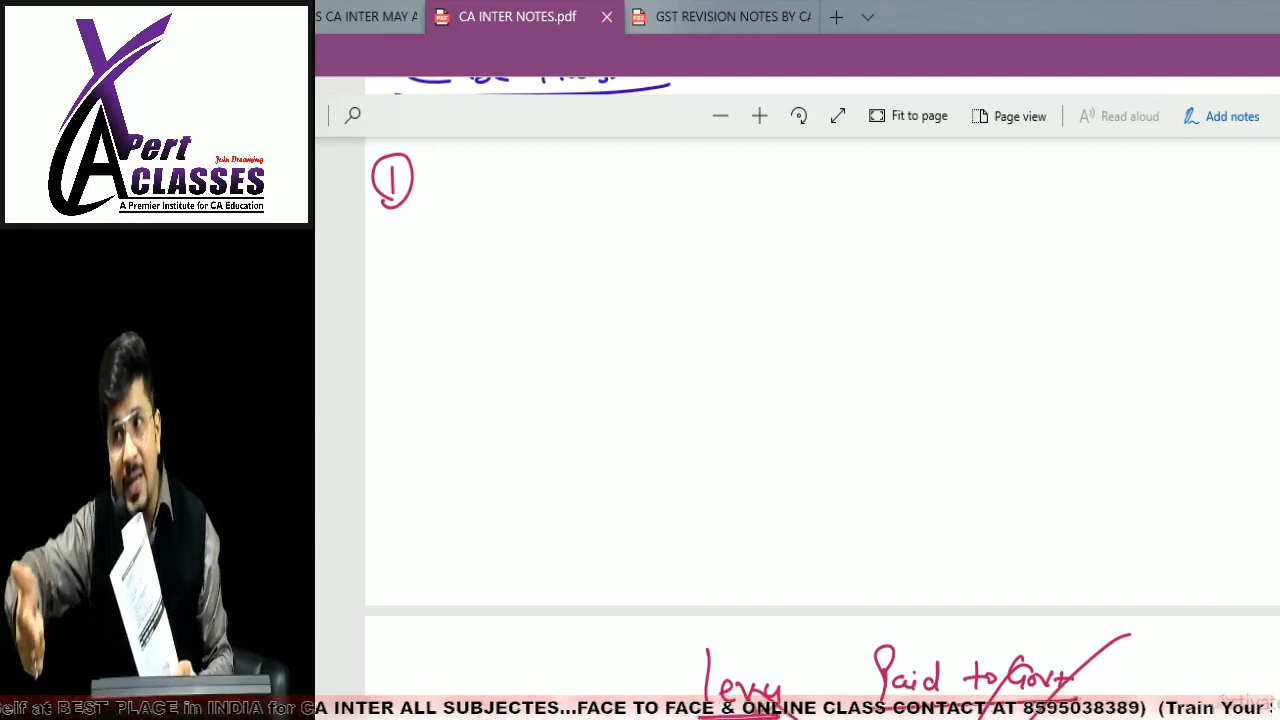 S CA INTER MAY A
CA INTER NOTES.pdf
GST REVISION NOTES BY CA
XPert
Join Dreaming
CLASSES
A Premier Institute for CA Education
Fit to page
Page view
Read aloud
Add notes
1
Levy
Paid to Govt
elf at BEST PLACE in INDIA for CA INTER ALL SUBJECTES...FACE TO FACE & ONLINE CLASS CONTACT AT 8595038389) (Train Your S